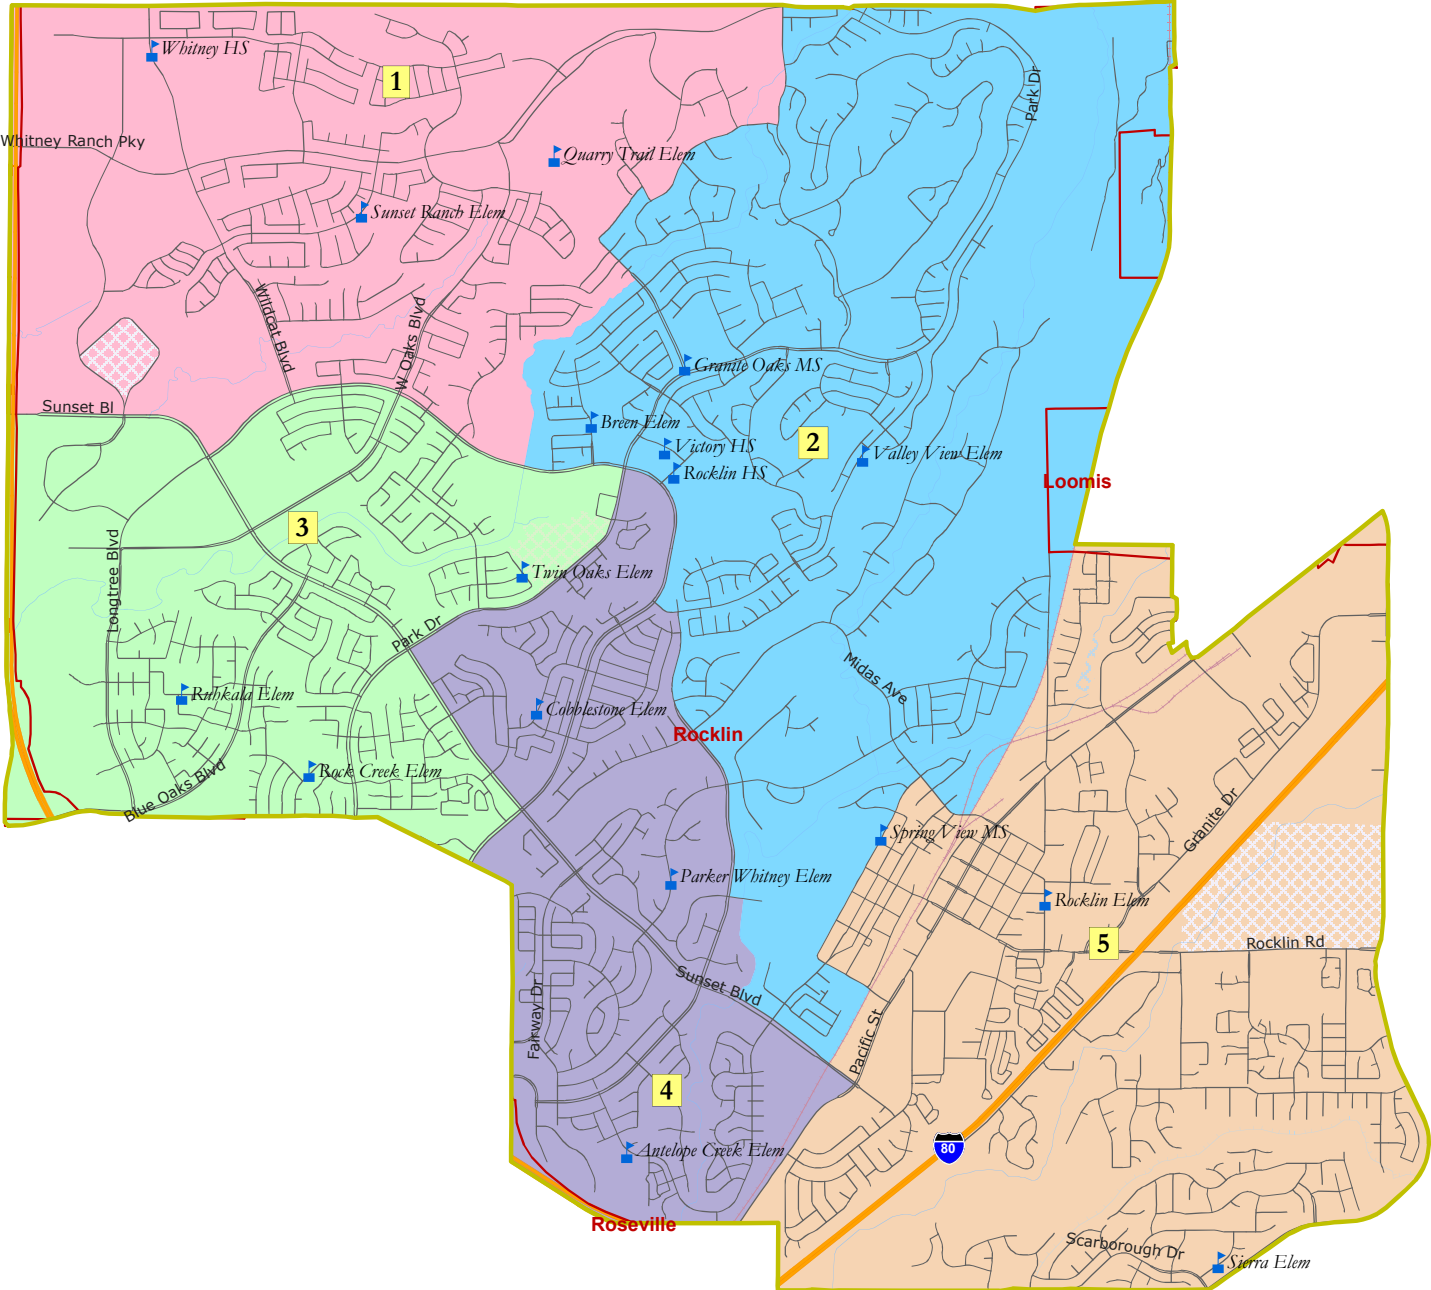 Whitney HS
1
Park Dr
Whitney Ranch Pky
Quarry Trail Elem
Sunset Ranch Elem
Wildcat Blvd
W Oaks Blvd
Granite Oaks MS
Sunset Bl
Breen Elem
Victory HS
2
Valley View Elem
Rocklin HS
Loomis
3
Longtree Blvd
Twin Oaks Elem
Park Dr
Midas Ave
Ruhkala Elem
Cobblestone Elem
Rocklin
Rock Creek Elem
Blue Oaks Blvd
Granite Dr
Spring View MS
Parker Whitney Elem
Rocklin Elem
5
Rocklin Rd
Sunset Blvd
Fairway Dr
Pacific St
4
80
Antelope Creek Elem
Roseville
Scarborough Dr
Sierra Elem